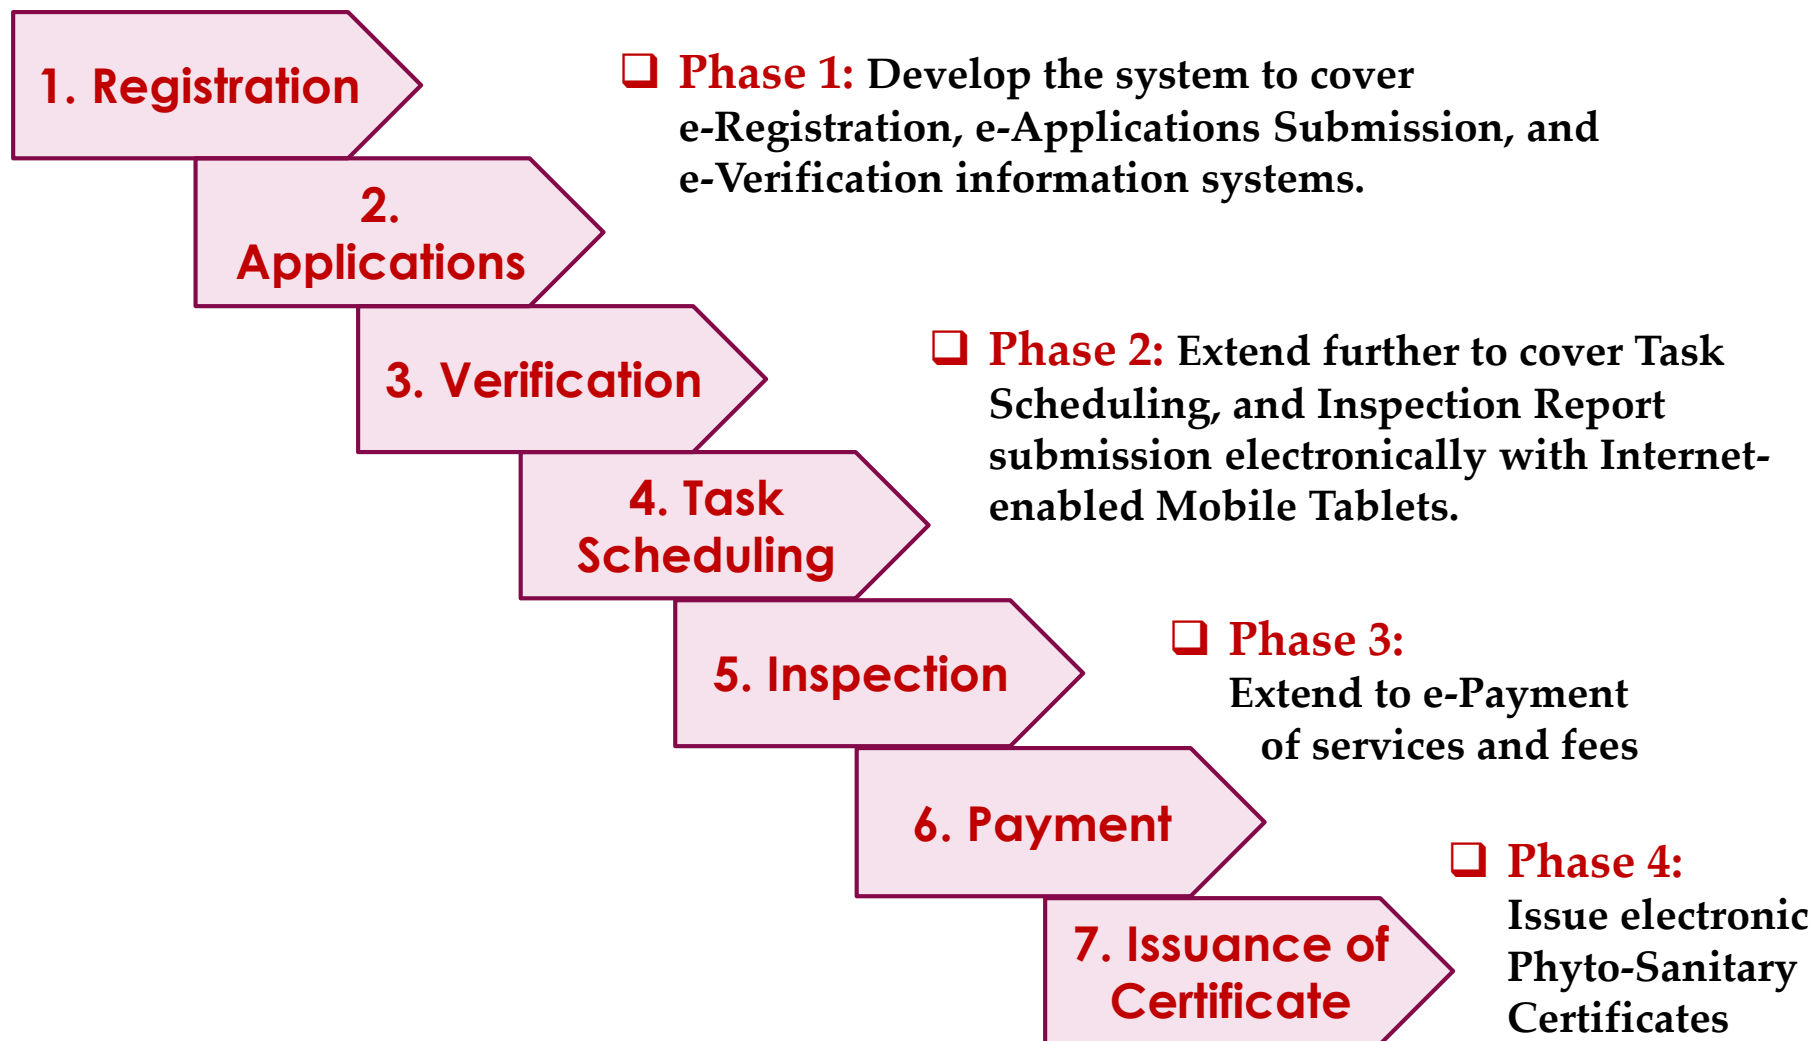 1. Registration
2.
Applications
3. Verification
4. Task
Scheduling
5. Inspection
6. Payment
7. Issuance of
Certificate
❑ Phase 1: Develop the system to cover
e-Registration, e-Applications Submission, and
e-Verification information systems.
❑ Phase 2: Extend further to cover Task
Scheduling, and Inspection Report
submission electronically with Internet-
enabled Mobile Tablets.
❑ Phase 3:
Extend to e-Payment
of services and fees
❑ Phase 4:
Issue electronic
Phyto-Sanitary
Certificates